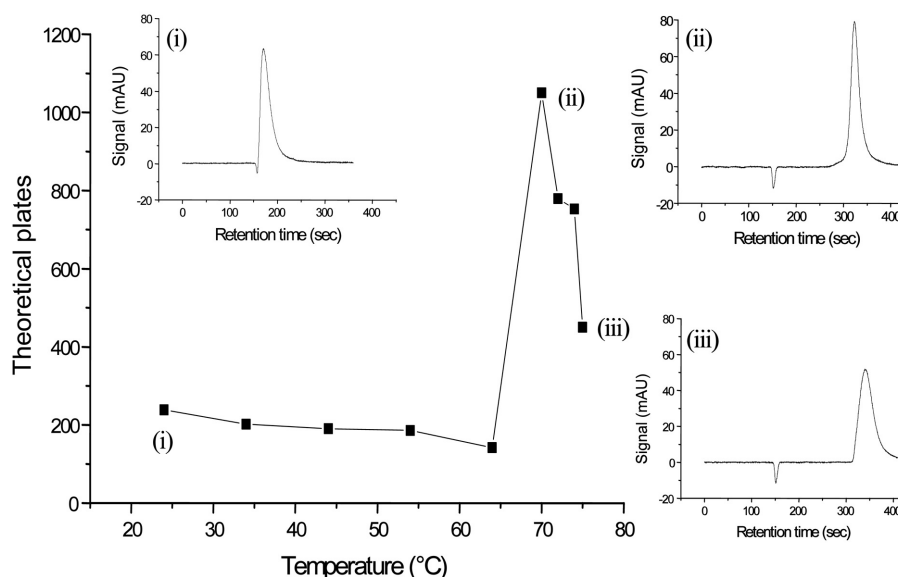 (i)
80
60
40
20
0
-20
Signal (mAU)
0 100 200 300 400
Retention time (sec)
(ii)
80
60
40
20
0
-20
Signal (mAU)
0 100 200 300 400
Retention time (sec)
(iii)
80
60
40
20
0
-20
Signal (mAU)
0 100 200 300 400
Retention time (sec)
1200
1000
800
600
400
200
0
Theoretical plates
(ii)
(iii)
(i)
20 30 40 50 60 70 80
Temperature (°C)